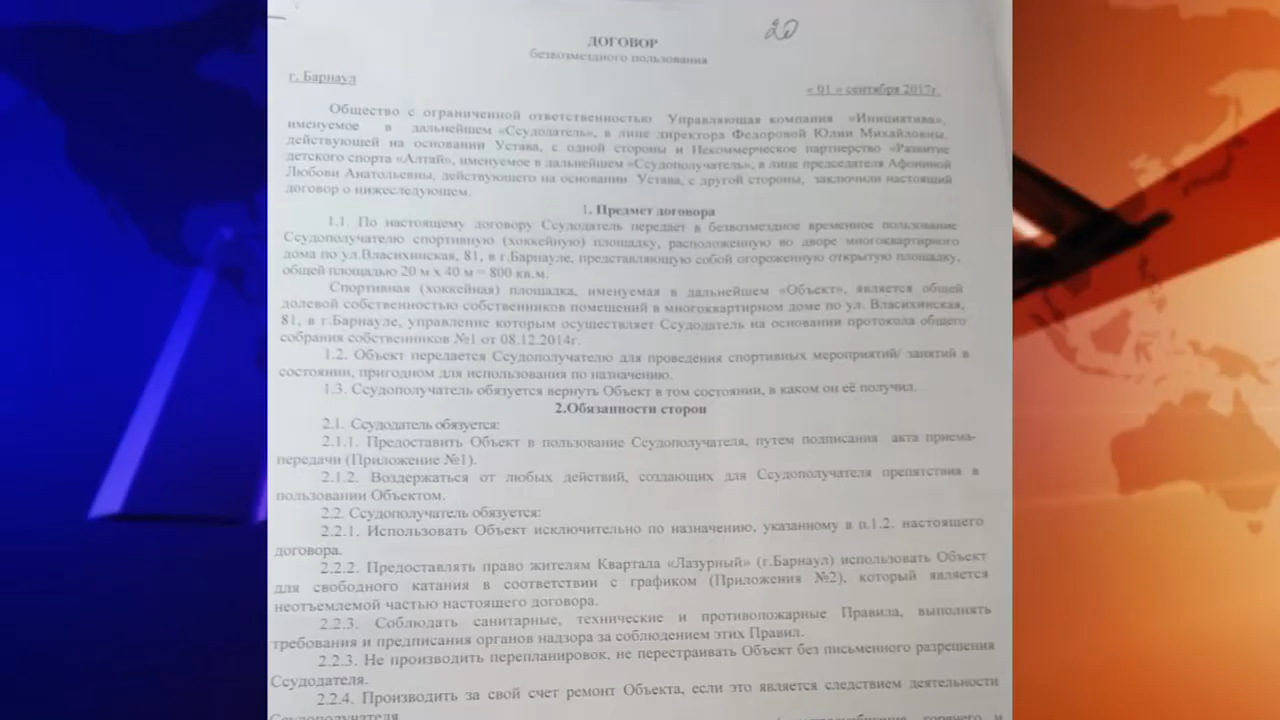 20
ДОГОВОР
безвозмездного пользования
г. Барнаул
« 01 » сентября 2017г.
Общество с ограниченной ответственностью Управляющая компания «Инициатива»,
именуемое в дальнейшем «Ссудодатель», в лице директора Федоровой Юлии Михайловны,
действующей на основании Устава, с одной стороны и Некоммерческое партнерство «Развитие
детского спорта «Алтай», именуемое в дальнейшем «Ссудополучатель», в лице председателя Афониной
Любови Анатольевны, действующего на основании Устава, с другой стороны, заключили настоящий
договор о нижеследующем.
1. Предмет договора
1.1. По настоящему договору Ссудодатель передает в безвозмездное временное пользование
Ссудополучателю спортивную (хоккейную) площадку, расположенную во дворе многоквартирного
дома по ул.Власихинская, 81, в г.Барнауле, представляющую собой огороженную открытую площадку,
общей площадью 20 м х 40 м = 800 кв.м.
Спортивная (хоккейная) площадка, именуемая в дальнейшем «Объект», является общей
долевой собственностью собственников помещений в многоквартирном доме по ул. Власихинская,
81, в г.Барнауле, управление которым осуществляет Ссудодатель на основании протокола общего
собрания собственников №1 от 08.12.2014г.
1.2. Объект передается Ссудополучателю для проведения спортивных мероприятий/ занятий в
состоянии, пригодном для использования по назначению.
1.3. Ссудополучатель обязуется вернуть Объект в том состоянии, в каком он её получил.
2.Обязанности сторон
2.1. Ссудодатель обязуется:
2.1.1. Предоставить Объект в пользование Ссудополучателя, путем подписания акта приема-
передачи (Приложение №1).
2.1.2. Воздержаться от любых действий, создающих для Ссудополучателя препятствия в
пользовании Объектом.
2.2. Ссудополучатель обязуется:
2.2.1. Использовать Объект исключительно по назначению, указанному в п.1.2. настоящего
договора.
2.2.2. Предоставлять право жителям Квартала «Лазурный» (г.Барнаул) использовать Объект
для свободного катания в соответствии с графиком (Приложения №2), который является
неотъемлемой частью настоящего договора.
2.2.3. Соблюдать санитарные, технические и противопожарные Правила, выполнять
требования и предписания органов надзора за соблюдением этих Правил.
2.2.3. Не производить перепланировок, не перестраивать Объект без письменного разрешения
Ссудодателя.
2.2.4. Производить за свой счет ремонт Объекта, если это является следствием деятельности
Ссудополучателя.